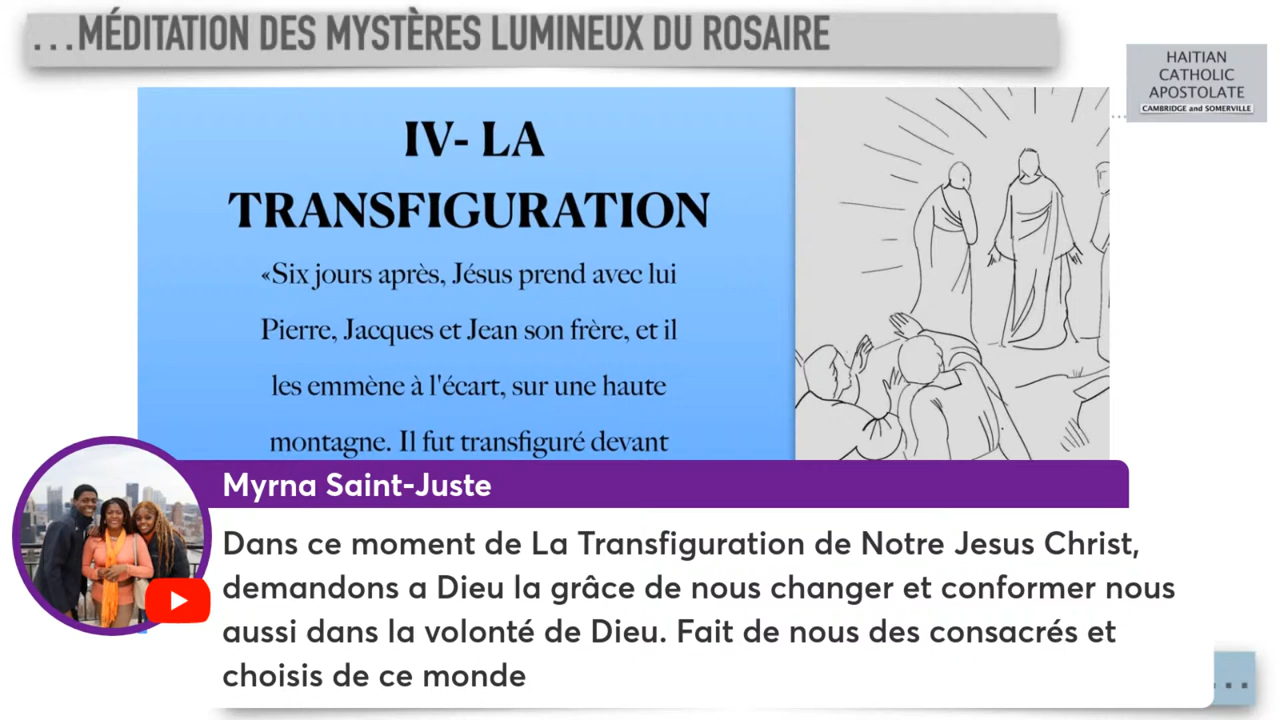 ...MÉDITATION DES MYSTÈRES LUMINEUX DU ROSAIRE
HAITIAN
CATHOLIC
APOSTOLATE
CAMBRIDGE and SOMERVILLE
IV- LA
TRANSFIGURATION
«Six jours après, Jésus prend avec lui
Pierre, Jacques et Jean son frère, et il
les emmène à l'écart, sur une haute
montagne. Il fut transfiguré devant
Myrna Saint-Juste
Dans ce moment de La Transfiguration de Notre Jesus Christ,
demandons a Dieu la grâce de nous changer et conformer nous
aussi dans la volonté de Dieu. Fait de nous des consacrés et
choisis de ce monde